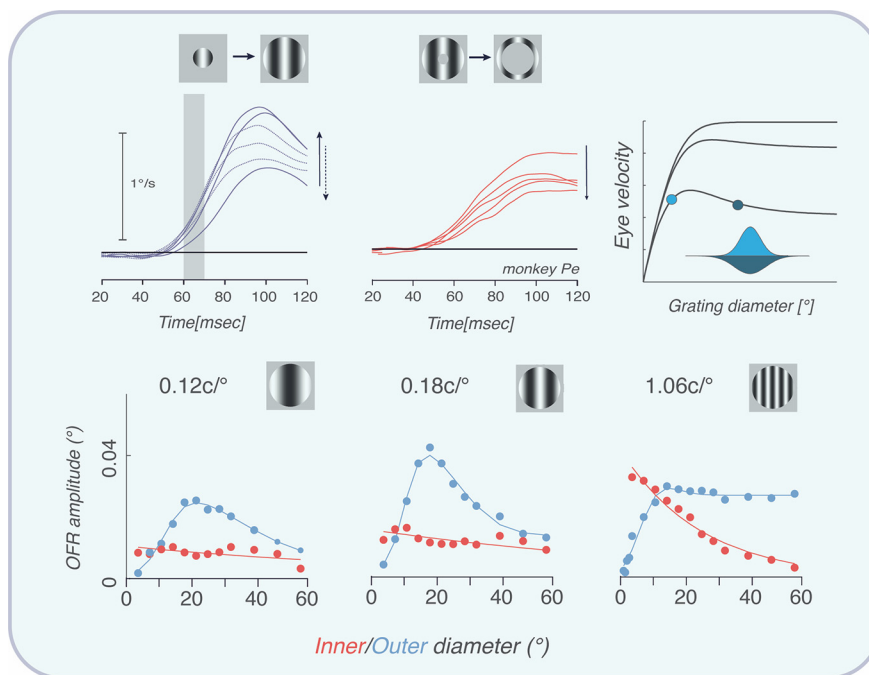 1°/s
20 40 60 80 100 120
Time[msec]
monkey Pe
20 40 60 80 100 120
Time[msec]
Eye velocity
Grating diameter [°]
0.12c/°
0.18c/°
1.06c/°
OFR amplitude (°)
0.04
0
0 20 40 60
0 20 40 60
0 20 40 60
Inner/Outer diameter (°)